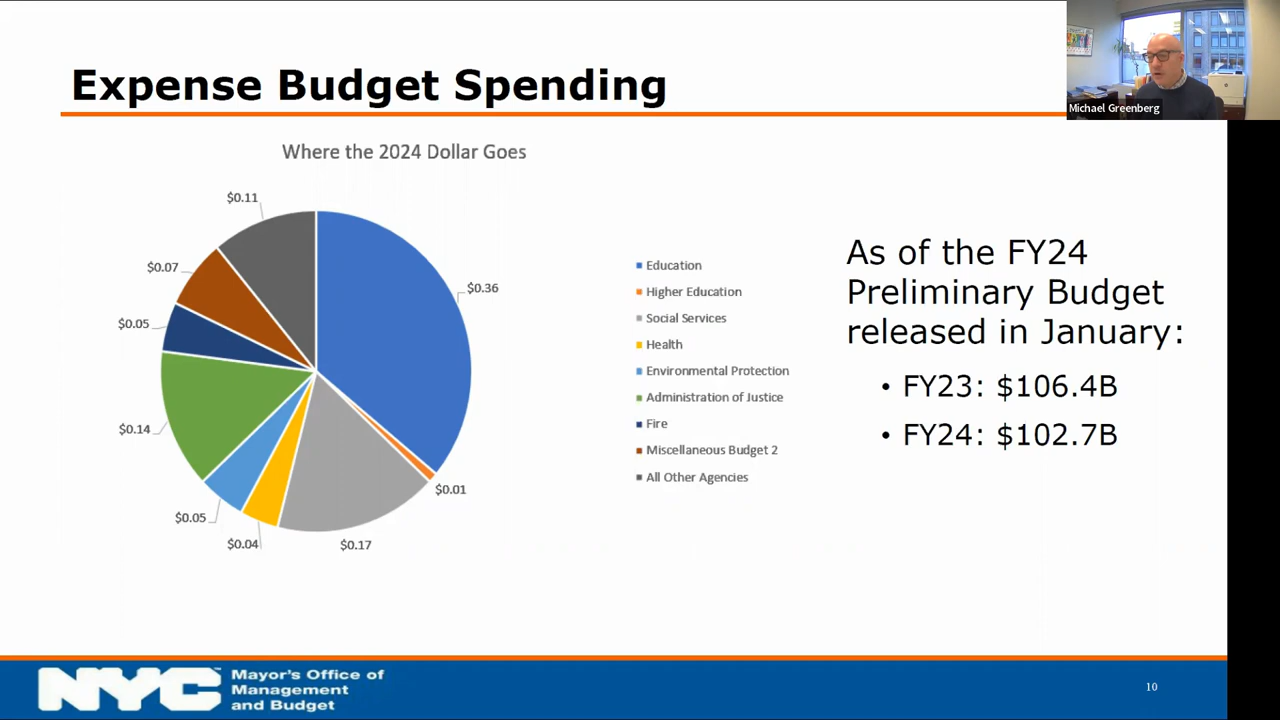 Expense Budget Spending
Michael Greenberg
Where the 2024 Dollar Goes
$0.11
$0.07
$0.05
$0.14
$0.05
$0.04
$0.17
$0.01
$0.36
Education
Higher Education
Social Services
Health
Environmental Protection
Administration of Justice
Fire
Miscellaneous Budget 2
All Other Agencies
As of the FY24
Preliminary Budget
released in January:
• FY23: $106.4B
• FY24: $102.7B
NYC
Mayor's Office of
Management
and Budget
10